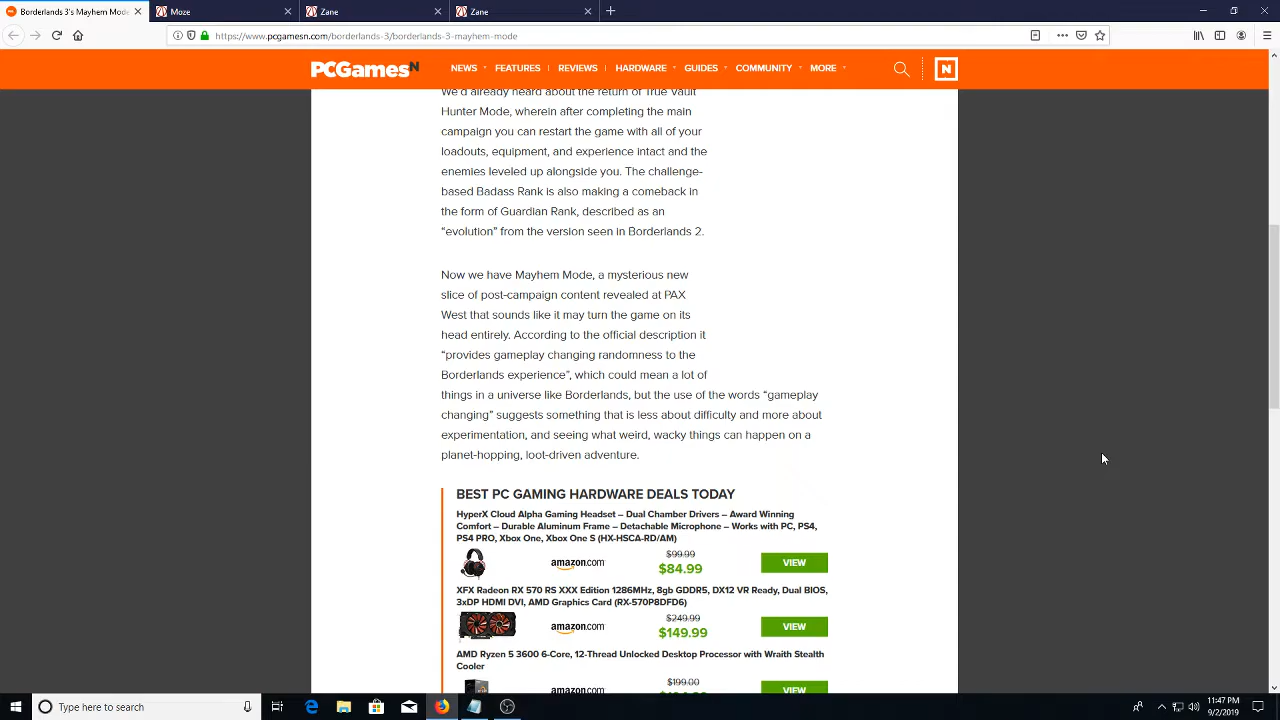 Borderlands 3's Mayhem Mode
Moze
Zane
Zane
https://www.pcgamesn.com/borderlands-3/borderlands-3-mayhem-mode
PCGamesN NEWS FEATURES REVIEWS HARDWARE GUIDES COMMUNITY MORE N
We'd already heard about the return of True Vault
Hunter Mode, wherein after completing the main
campaign you can restart the game with all of your
loadouts, equipment, and experience intact and the
enemies leveled up alongside you. The challenge-
based Badass Rank is also making a comeback in
the form of Guardian Rank, described as an
“evolution” from the version seen in Borderlands 2.
Now we have Mayhem Mode, a mysterious new
slice of post-campaign content revealed at PAX
West that sounds like it may turn the game on its
head entirely. According to the official description it
“provides gameplay changing randomness to the
Borderlands experience”, which could mean a lot of
things in a universe like Borderlands, but the use of the words “gameplay
changing” suggests something that is less about difficulty and more about
experimentation, and seeing what weird, wacky things can happen on a
planet-hopping, loot-driven adventure.
BEST PC GAMING HARDWARE DEALS TODAY
HyperX Cloud Alpha Gaming Headset – Dual Chamber Drivers – Award Winning
Comfort – Durable Aluminum Frame – Detachable Microphone – Works with PC, PS4,
PS4 PRO, Xbox One, Xbox One S (HX-HSCA-RD/AM)
amazon.com $99.99 $84.99 VIEW
XFX Radeon RX 570 RS XXX Edition 1286MHz, 8gb GDDR5, DX12 VR Ready, Dual BIOS,
3xDP HDMI DVI, AMD Graphics Card (RX-570P8DFD6)
amazon.com $249.99 $149.99 VIEW
AMD Ryzen 5 3600 6-Core, 12-Thread Unlocked Desktop Processor with Wraith Stealth
Cooler
amazon.com $199.00 VIEW
Type here to search
11:47 PM
9/2/2019